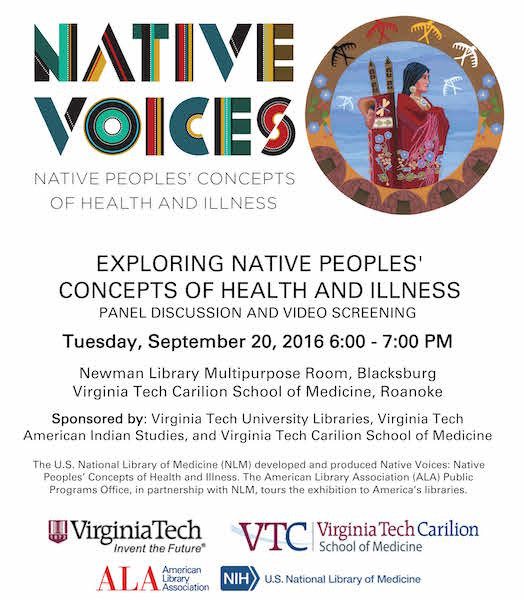 NATIVE
VOICES
NATIVE PEOPLES' CONCEPTS
OF HEALTH AND ILLNESS
EXPLORING NATIVE PEOPLES'
CONCEPTS OF HEALTH AND ILLNESS
PANEL DISCUSSION AND VIDEO SCREENING
Tuesday, September 20, 2016 6:00 - 7:00 PM
Newman Library Multipurpose Room, Blacksburg
Virginia Tech Carilion School of Medicine, Roanoke
Sponsored by: Virginia Tech University Libraries, Virginia Tech
American Indian Studies, and Virginia Tech Carilion School of Medicine
The U.S. National Library of Medicine (NLM) developed and produced Native Voices: Native
Peoples' Concepts of Health and Illness. The American Library Association (ALA) Public
Programs Office, in partnership with NLM, tours the exhibition to America's libraries.
1872
VirginiaTech
Invent the Future®
VTC
Virginia Tech Carilion
School of Medicine
ALA
American
Library
Association
NIH
U.S. National Library of Medicine